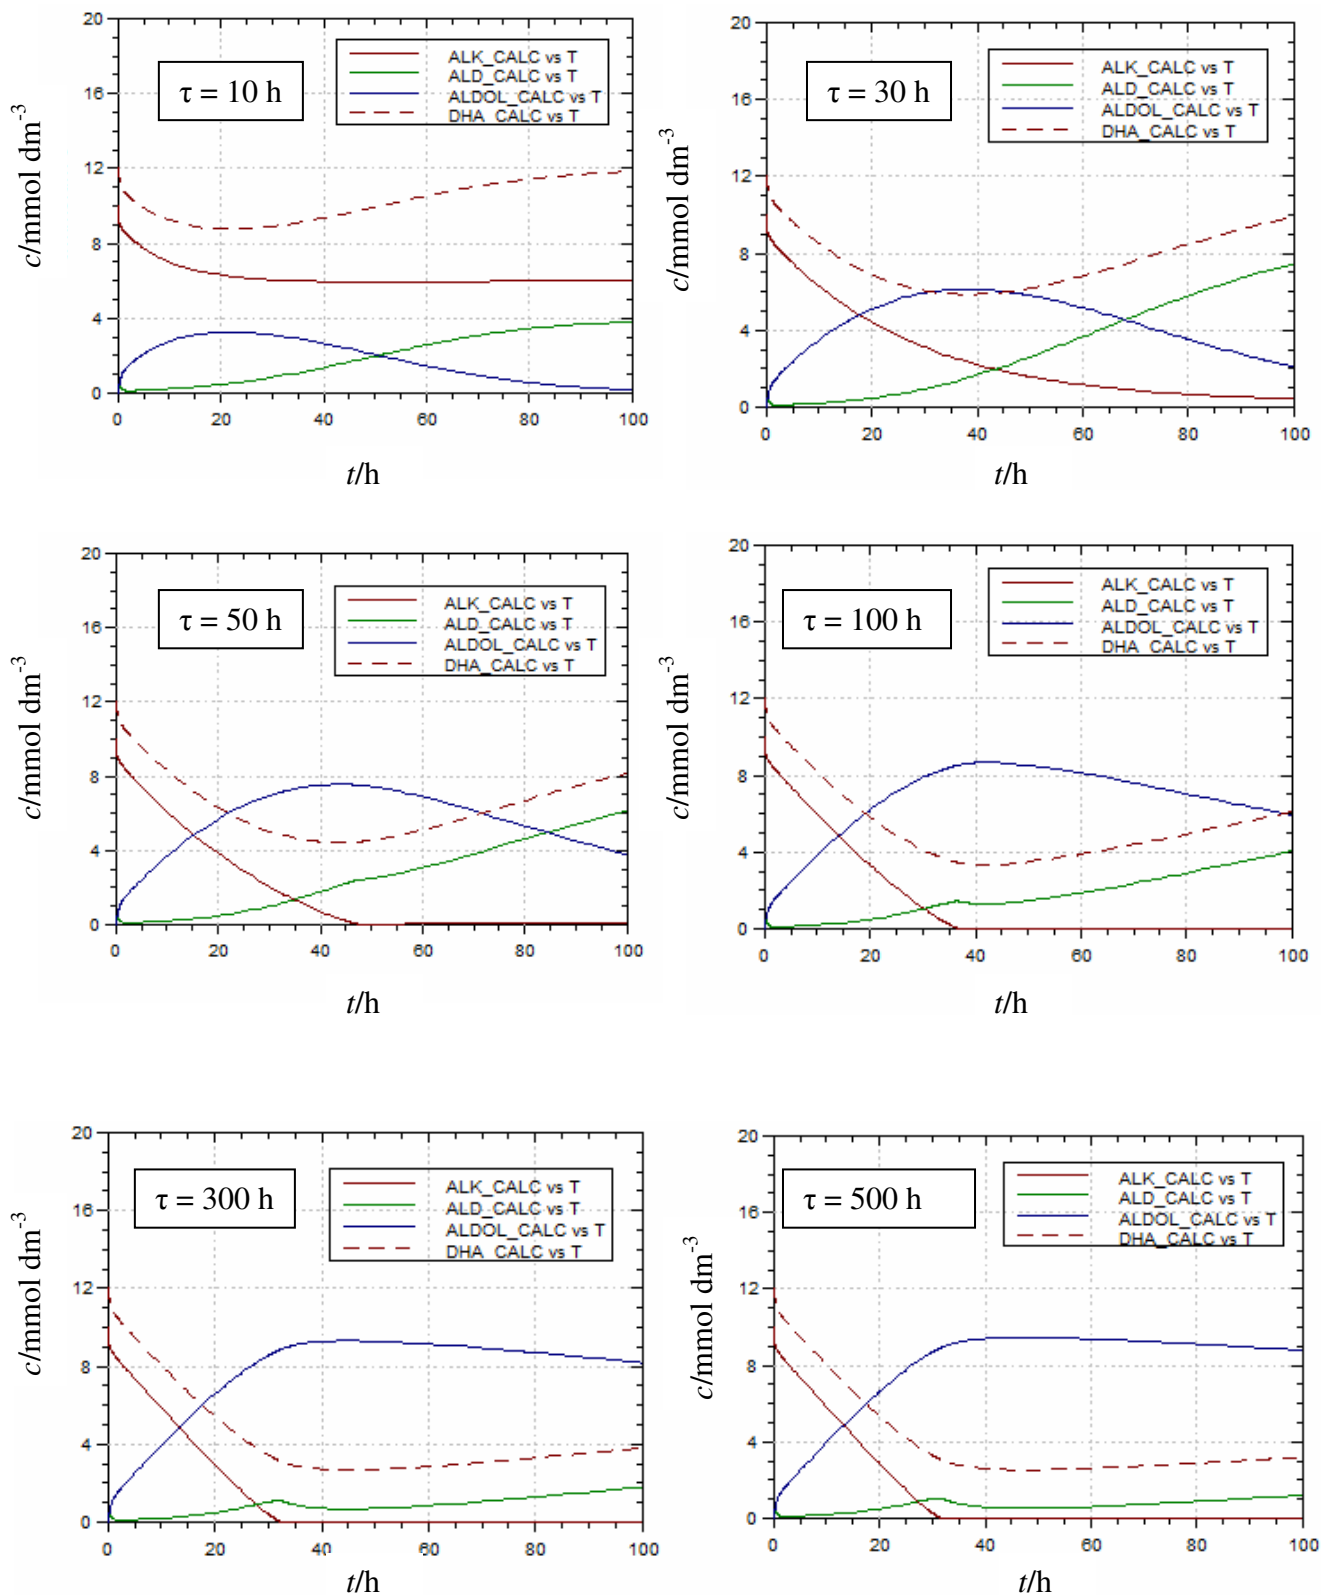 20
16
12
8
4
0
c/mmol dm-3
τ = 10 h
ALK_CALC vs T
ALD_CALC vs T
ALDOL_CALC vs T
DHA_CALC vs T
0 20 40 60 80 100
t/h
20
16
12
8
4
0
c/mmol dm-3
τ = 30 h
ALK_CALC vs T
ALD_CALC vs T
ALDOL_CALC vs T
DHA_CALC vs T
0 20 40 60 80 100
t/h
20
16
12
8
4
0
c/mmol dm-3
τ = 50 h
ALK_CALC vs T
ALD_CALC vs T
ALDOL_CALC vs T
DHA_CALC vs T
0 20 40 60 80 100
t/h
20
16
12
8
4
0
c/mmol dm-3
τ = 100 h
ALK_CALC vs T
ALD_CALC vs T
ALDOL_CALC vs T
DHA_CALC vs T
0 20 40 60 80 100
t/h
20
16
12
8
4
0
c/mmol dm-3
τ = 300 h
ALK_CALC vs T
ALD_CALC vs T
ALDOL_CALC vs T
DHA_CALC vs T
0 20 40 60 80 100
t/h
20
16
12
8
4
0
c/mmol dm-3
τ = 500 h
ALK_CALC vs T
ALD_CALC vs T
ALDOL_CALC vs T
DHA_CALC vs T
0 20 40 60 80 100
t/h